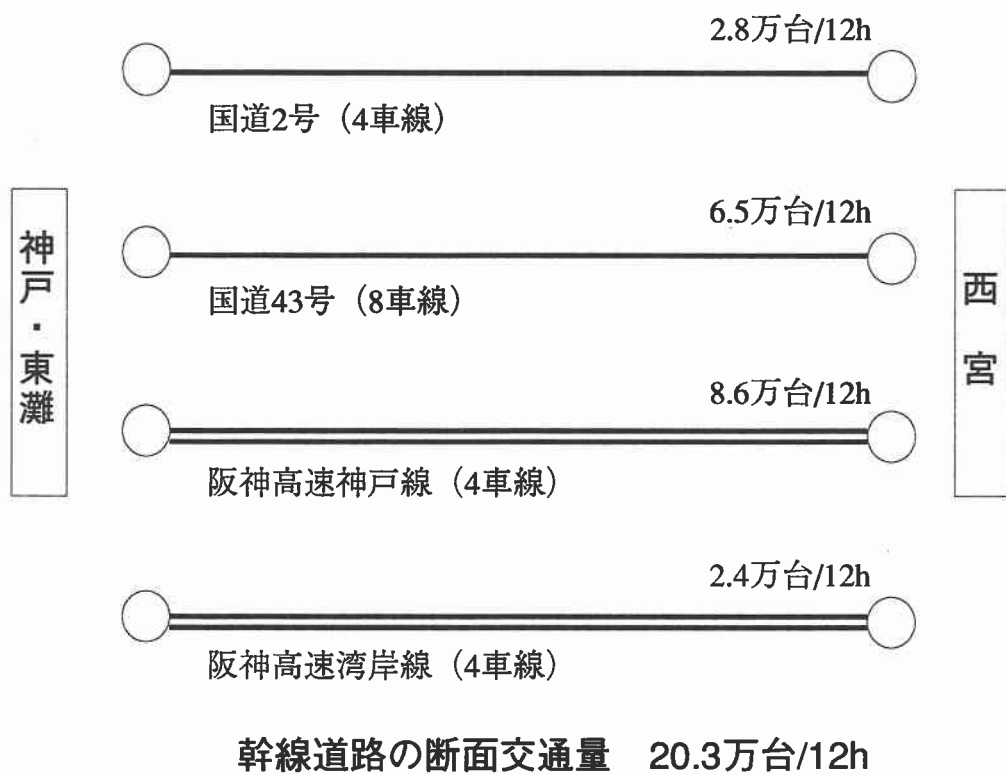 2.8万台/12h
国道2号（4車線）
神戸・東灘
6.5万台/12h
国道43号（8車線）
西宮
8.6万台/12h
阪神高速神戸線（4車線）
2.4万台/12h
阪神高速湾岸線（4車線）
幹線道路の断面交通量　20.3万台/12h